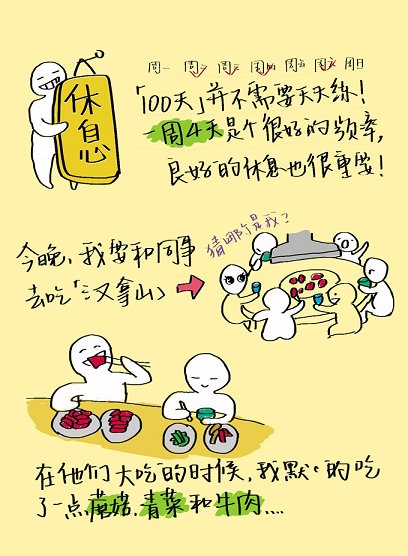 周一 周二 周三 周四 周五 周六 周日
休息
「100天」并不需要天天练!
一周4天是个很好的频率,
良好的休息也很重要!
猜哪个是我?
今晚,我要和同事
去吃「汉拿山」
在他们大吃的时候,我默默的吃
了一点蘑菇.青菜和牛肉....